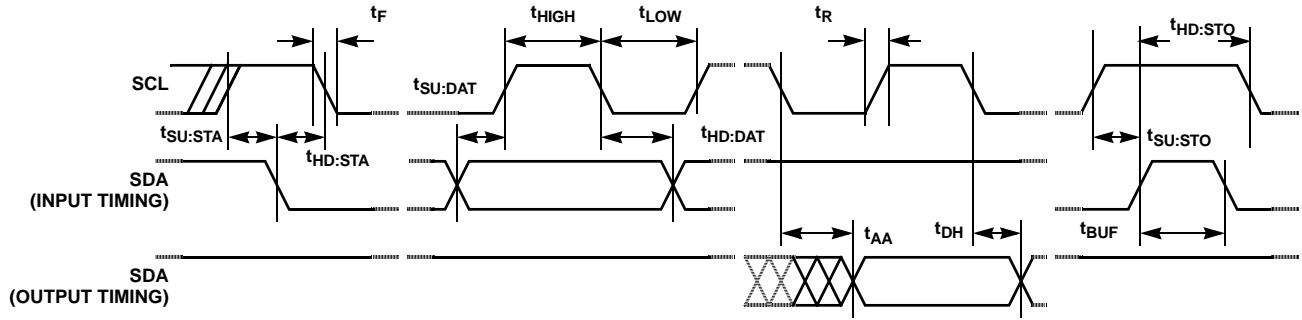 tF
tHIGH
tLOW
tR
tHD:STO
SCL
tSU:DAT
tSU:STA
tHD:STA
tHD:DAT
tSU:STO
SDA
(INPUT TIMING)
tAA
tDH
tBUF
SDA
(OUTPUT TIMING)